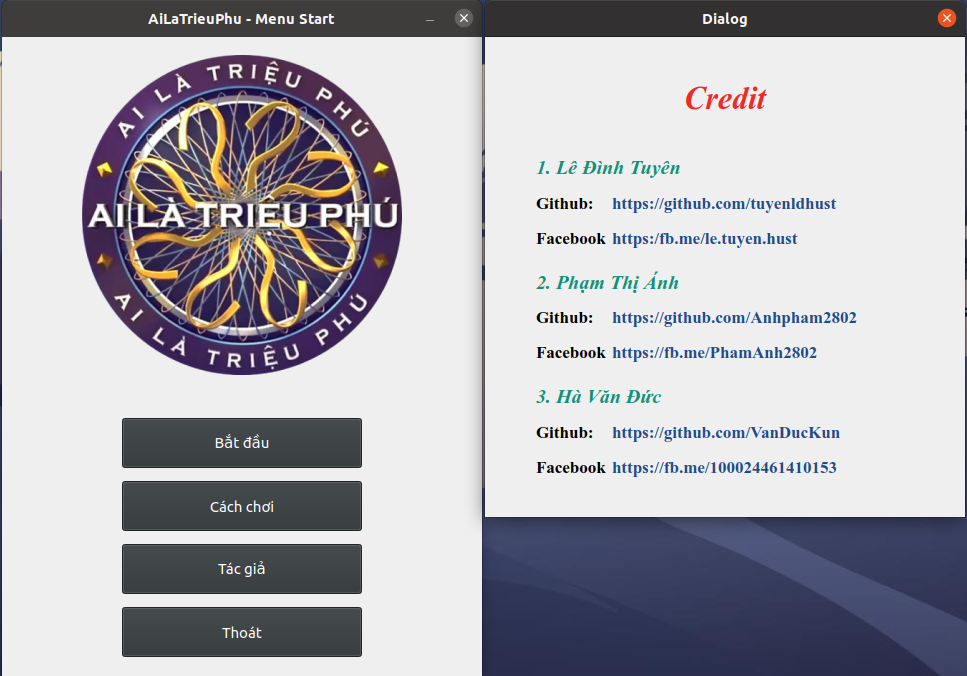 AiLaTrieuPhu - Menu Start
AI LÀ TRIỆU PHÚ
AI LÀ TRIỆU PHÚ
AI LÀ TRIỆU PHÚ
Bắt đầu
Cách chơi
Tác giả
Thoát
Dialog
Credit
1. Lê Đình Tuyên
Github: https://github.com/tuyenldhust
Facebook https:/fb.me/le.tuyen.hust
2. Phạm Thị Ánh
Github: https://github.com/Anhpham2802
Facebook https://fb.me/PhamAnh2802
3. Hà Văn Đức
Github: https://github.com/VanDucKun
Facebook https://fb.me/100024461410153